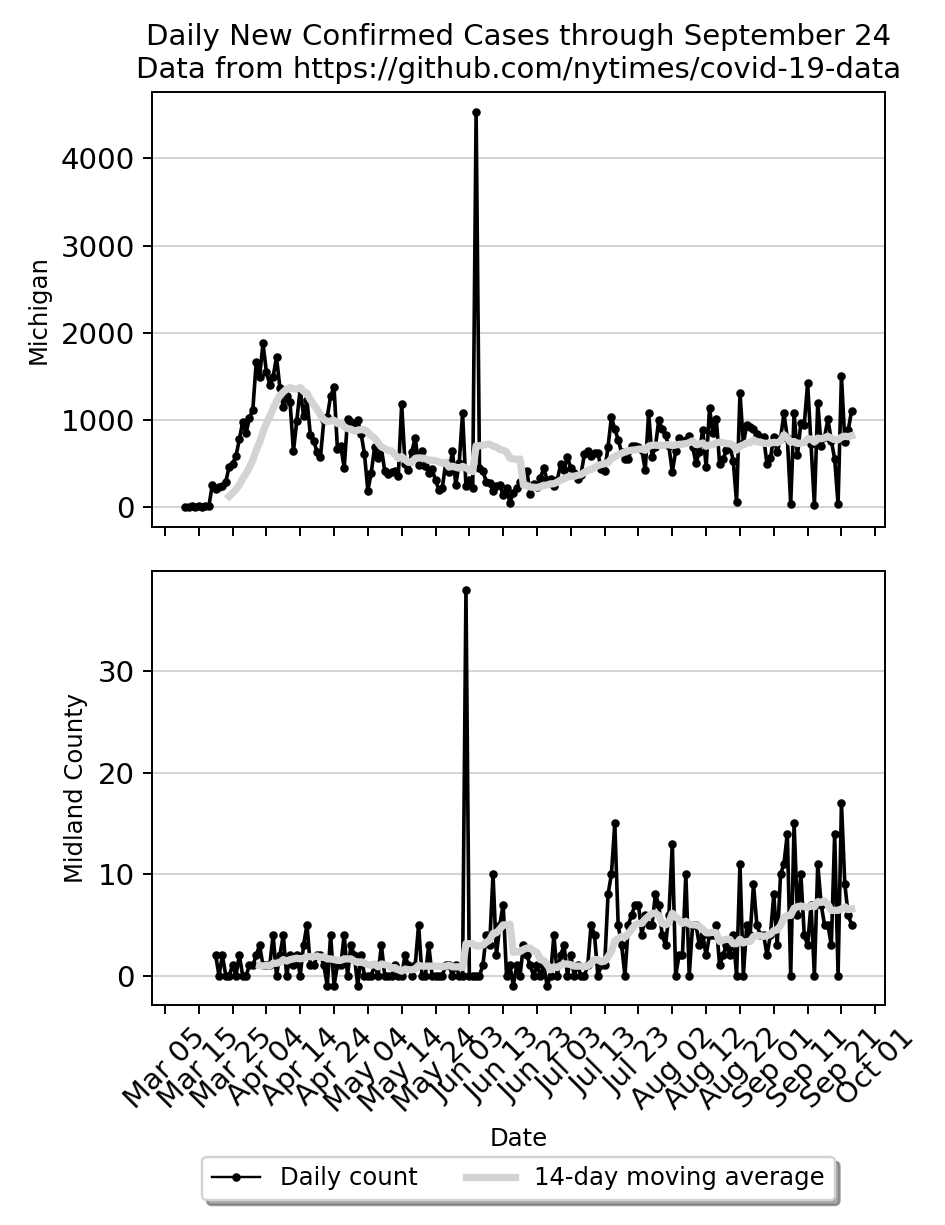 Daily New Confirmed Cases through September 24
Data from https://github.com/nytimes/covid-19-data
4000
3000
2000
1000
0
Michigan
30
20
10
0
Midland County
Mar 05
Mar 15
Mar 25
Apr 04
Apr 14
Apr 24
May 04
May 14
May 24
Jun 03
Jun 13
Jun 23
Jul 03
Jul 13
Jul 23
Aug 02
Aug 12
Aug 22
Sep 01
Sep 11
Sep 21
Oct 01
Date
Daily count
14-day moving average